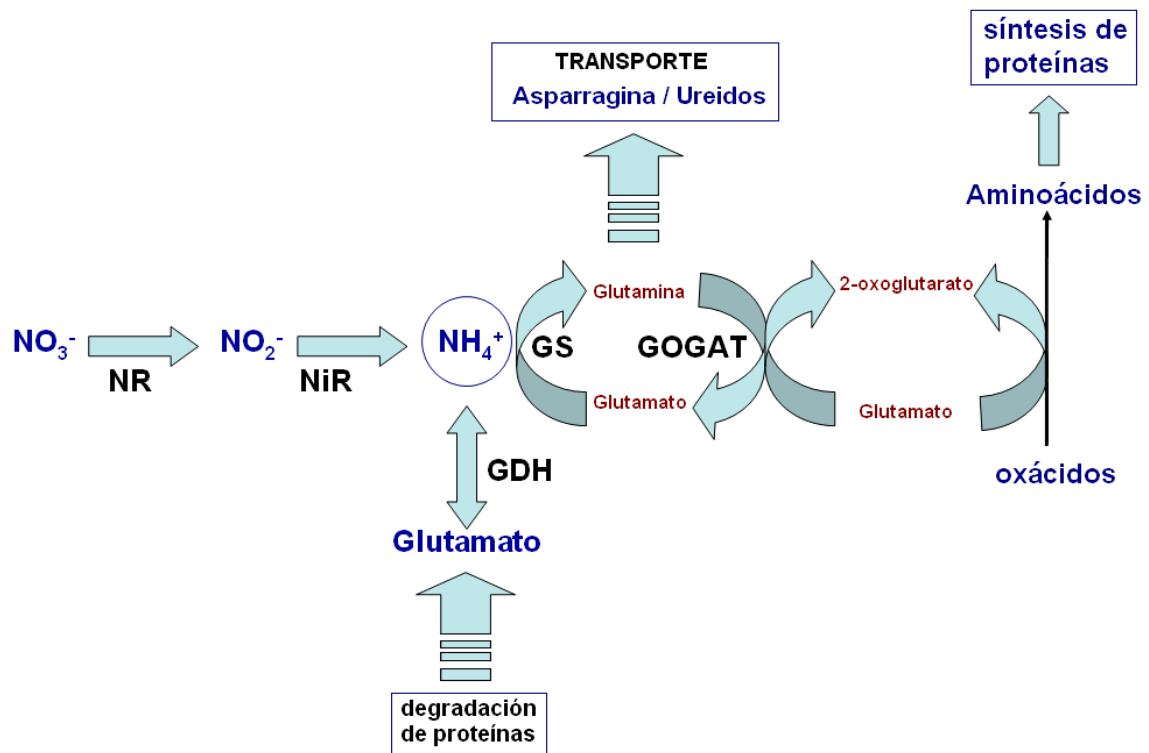 síntesis de
proteínas
TRANSPORTE
Asparragina / Ureidos
Aminoácidos
Glutamina
2-oxoglutarato
NO₃⁻
NO₂⁻
NH₄⁺
GS
GOGAT
NR
NiR
Glutamato
Glutamato
GDH
oxácidos
Glutamato
degradación
de proteínas